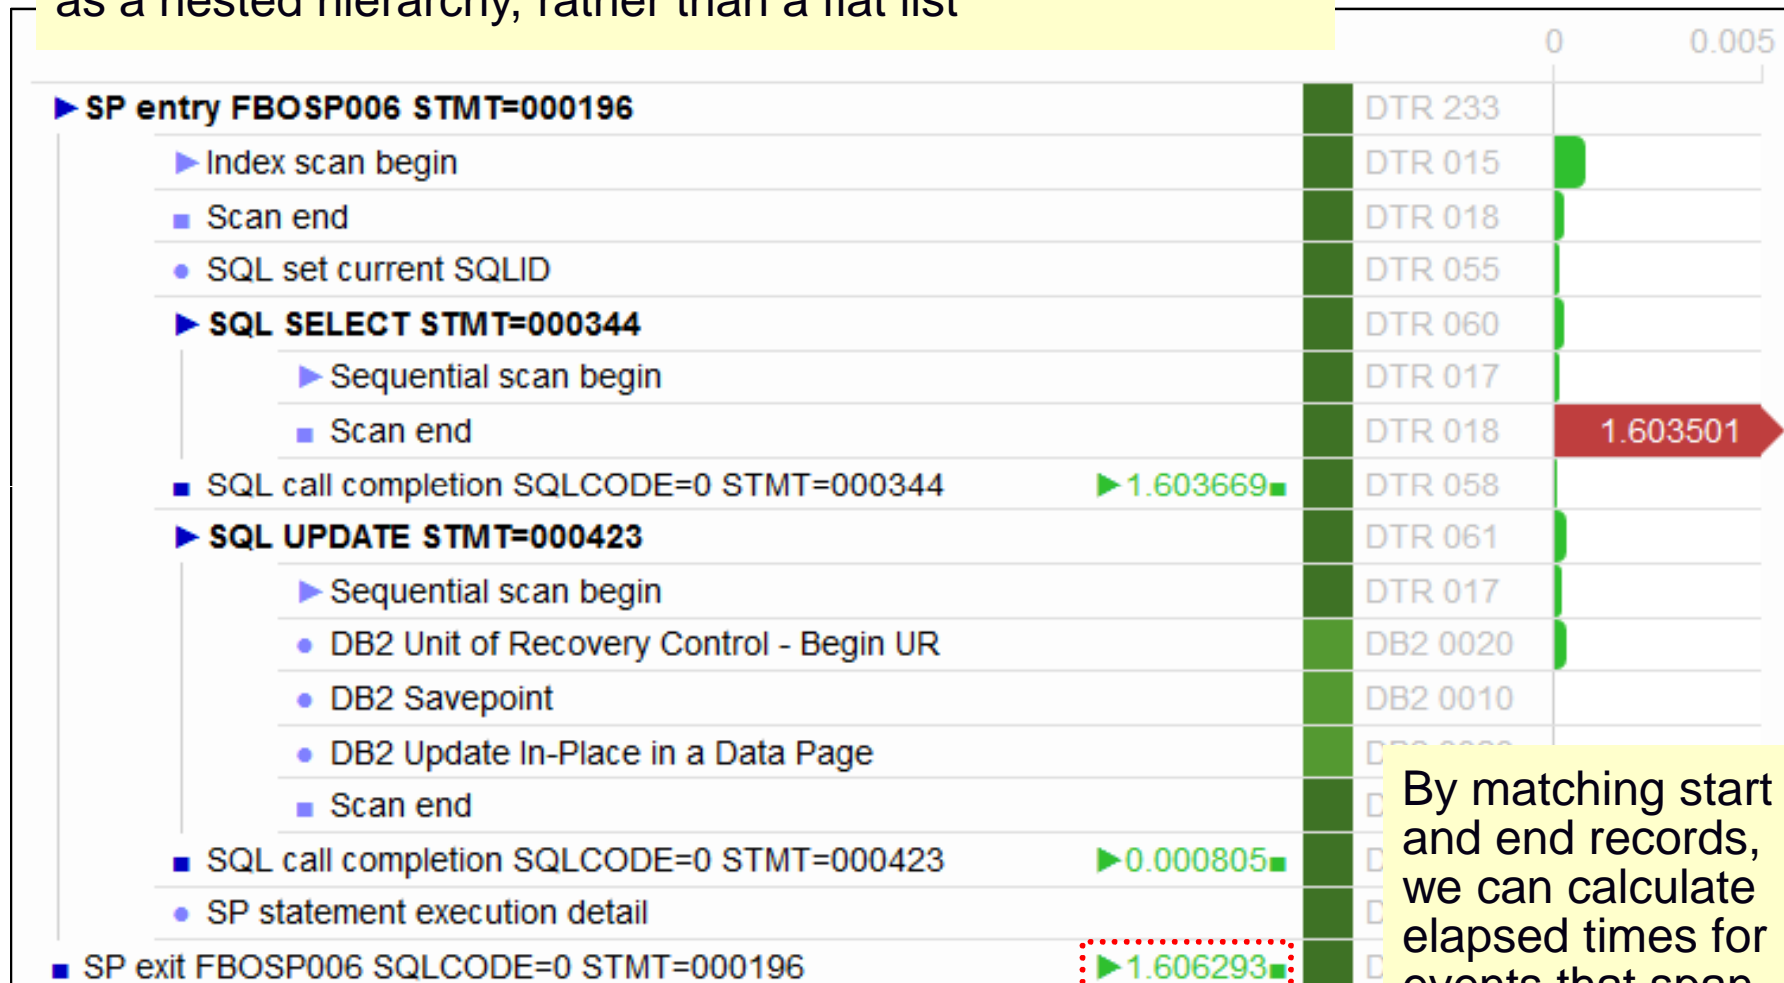 as a nested hierarchy, rather than a flat list
0 0.005
SP entry FBOSP006 STMT=000196 DTR 233
Index scan begin DTR 015
Scan end DTR 018
SQL set current SQLID DTR 055
SQL SELECT STMT=000344 DTR 060
Sequential scan begin DTR 017
Scan end DTR 018 1.603501
SQL call completion SQLCODE=0 STMT=000344 1.603669 DTR 058
SQL UPDATE STMT=000423 DTR 061
Sequential scan begin DTR 017
DB2 Unit of Recovery Control - Begin UR DB2 0020
DB2 Savepoint DB2 0010
DB2 Update In-Place in a Data Page
Scan end
SQL call completion SQLCODE=0 STMT=000423 0.000805
SP statement execution detail
SP exit FBOSP006 SQLCODE=0 STMT=000196 1.606293
By matching start
and end records,
we can calculate
elapsed times for
events that span